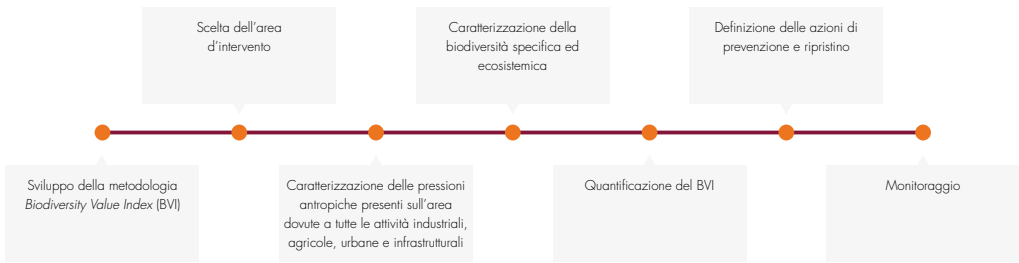 Scelta dell'area
d'intervento
Caratterizzazione della
biodiversità specifica ed
ecosistemica
Definizione delle azioni di
prevenzione e ripristino
Sviluppo della metodologia
Biodiversity Value Index (BVI)
Caratterizzazione delle pressioni
antropiche presenti sull'area
dovute a tutte le attività industriali,
agricole, urbane e infrastrutturali
Quantificazione del BVI
Monitoraggio